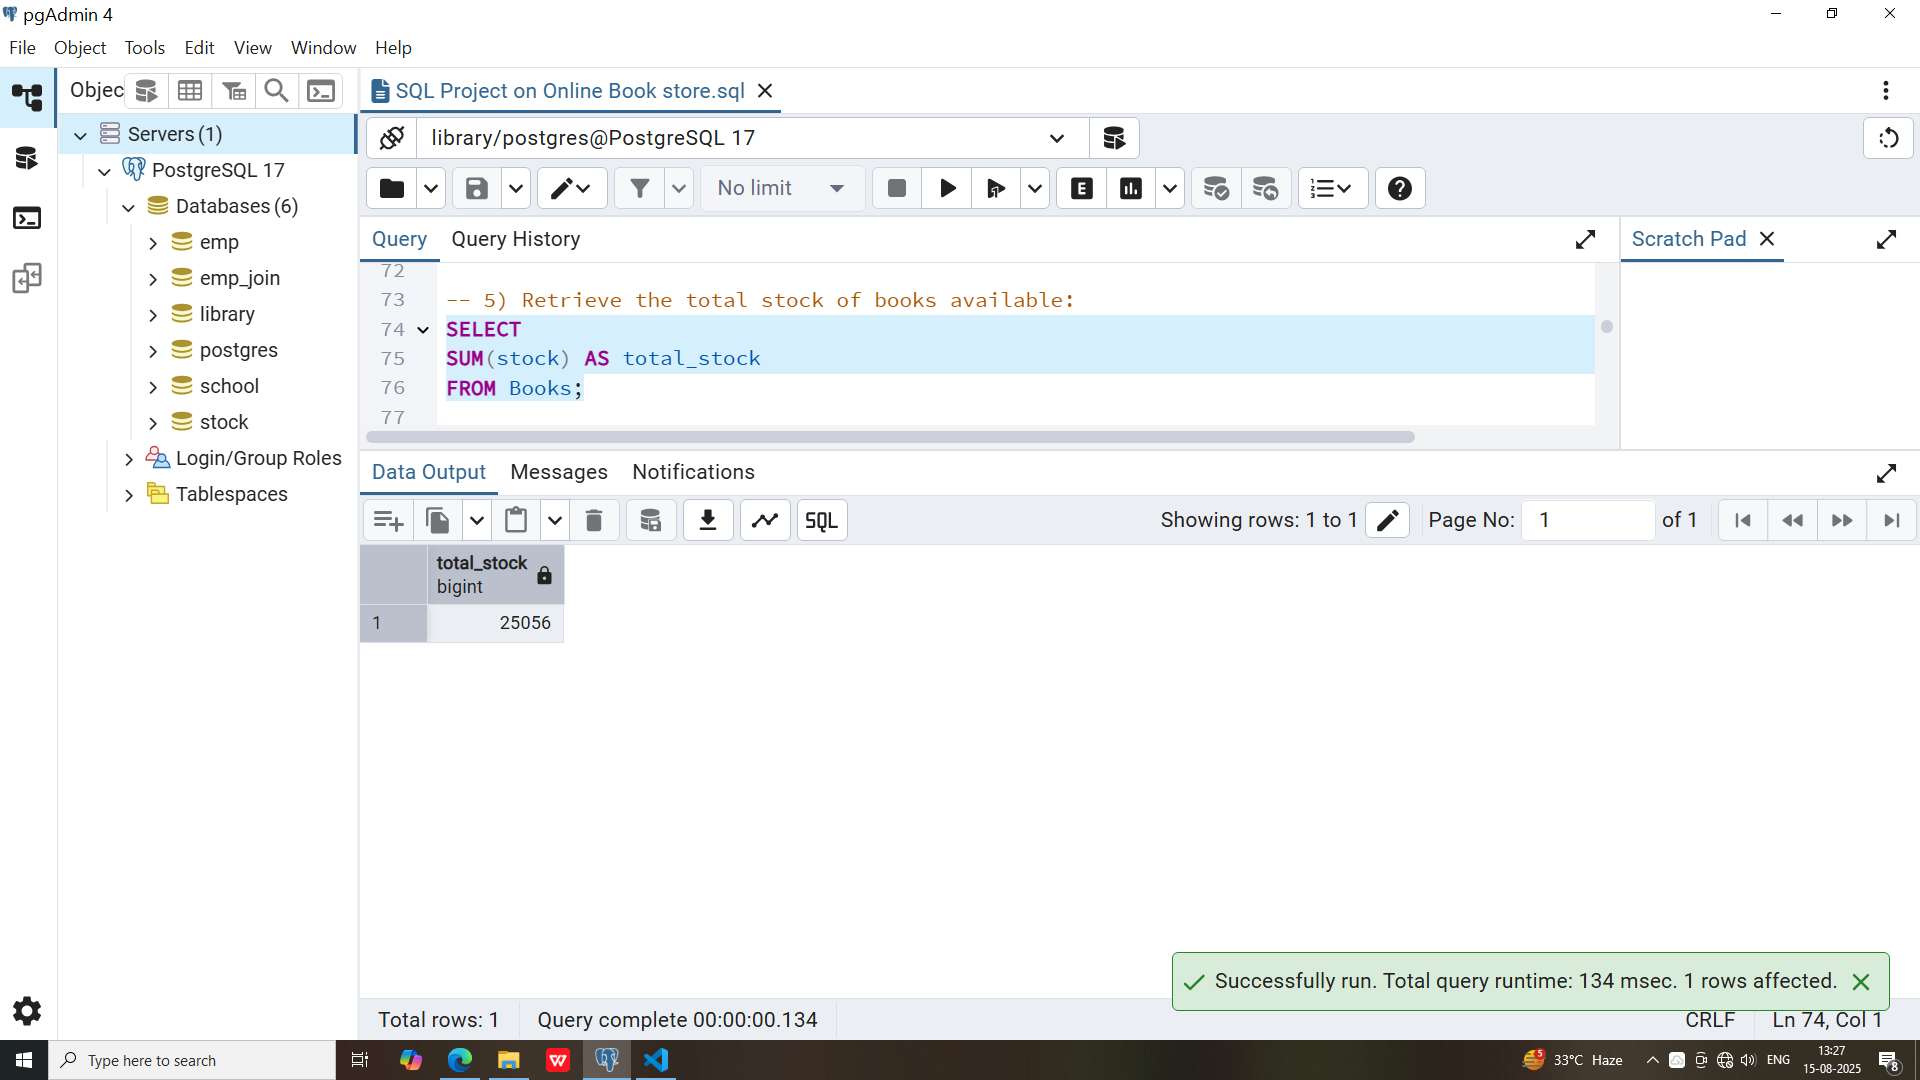 pgAdmin 4
File Object Tools Edit View Window Help
Objec
SQL Project on Online Book store.sql
Servers (1)
PostgreSQL 17
Databases (6)
emp
emp_join
library
postgres
school
stock
Login/Group Roles
Tablespaces
library/postgres@PostgreSQL 17
No limit
E
Query Query History
Scratch Pad
72
73 -- 5) Retrieve the total stock of books available:
74 SELECT
75 SUM(stock) AS total_stock
76 FROM Books;
77
Data Output Messages Notifications
SQL
Showing rows: 1 to 1
Page No: 1 of 1
total_stock
bigint
1 25056
Successfully run. Total query runtime: 134 msec. 1 rows affected.
Total rows: 1 Query complete 00:00:00.134 CRLF Ln 74, Col 1
Type here to search
W
5
33°C Haze
ENG
13:27
15-08-2025
8